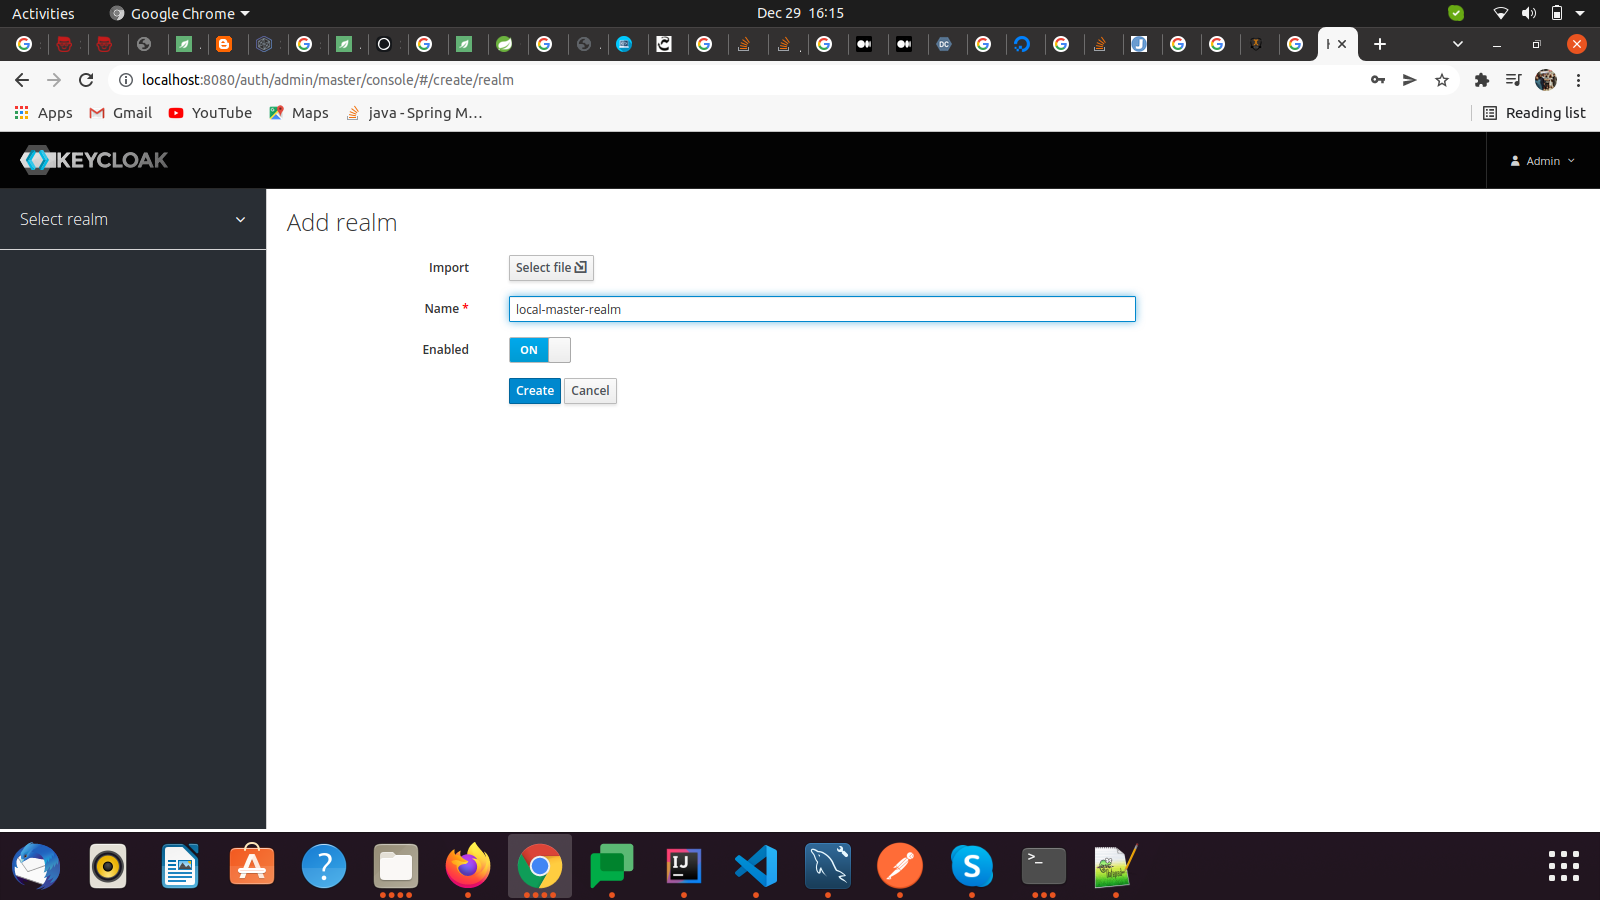 Activities
Google Chrome
Dec 29 16:15
localhost:8080/auth/admin/master/console/#/create/realm
Apps
Gmail
YouTube
Maps
java - Spring M...
Reading list
KEYCLOAK
Admin
Select realm
Add realm
Import
Select file
Name *
local-master-realm
Enabled
ON
Create
Cancel